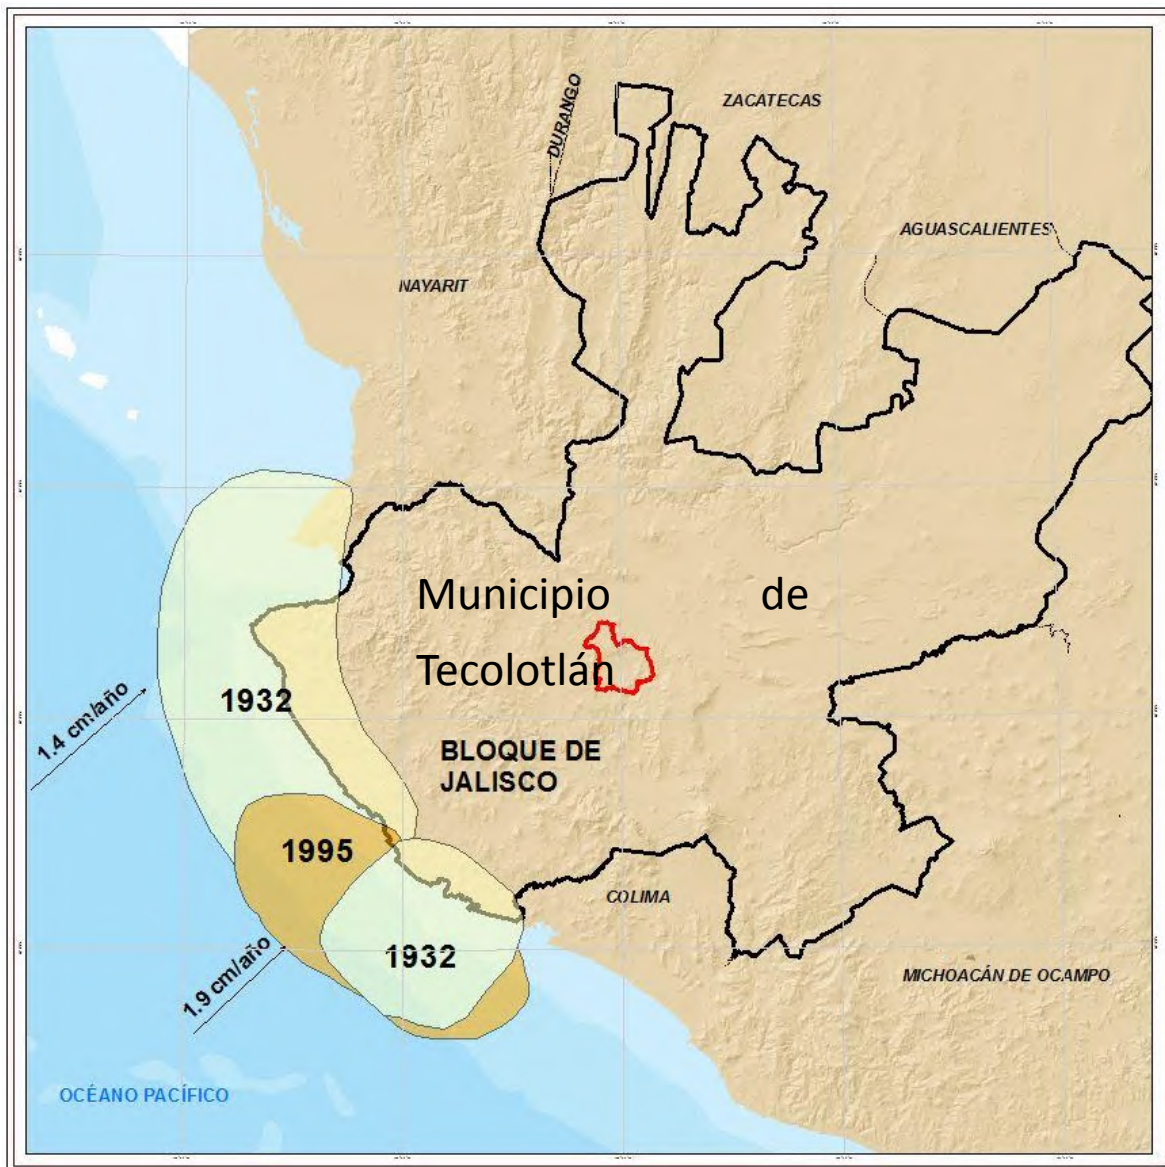 DURANGO
ZACATECAS
AGUASCALIENTES
NAYARIT
Municipio de
Tecolotlán
1932
1.4 cm/año
BLOQUE DE
JALISCO
1995
COLIMA
1932
1.9 cm/año
MICHOACÁN DE OCAMPO
OCÉANO PACÍFICO